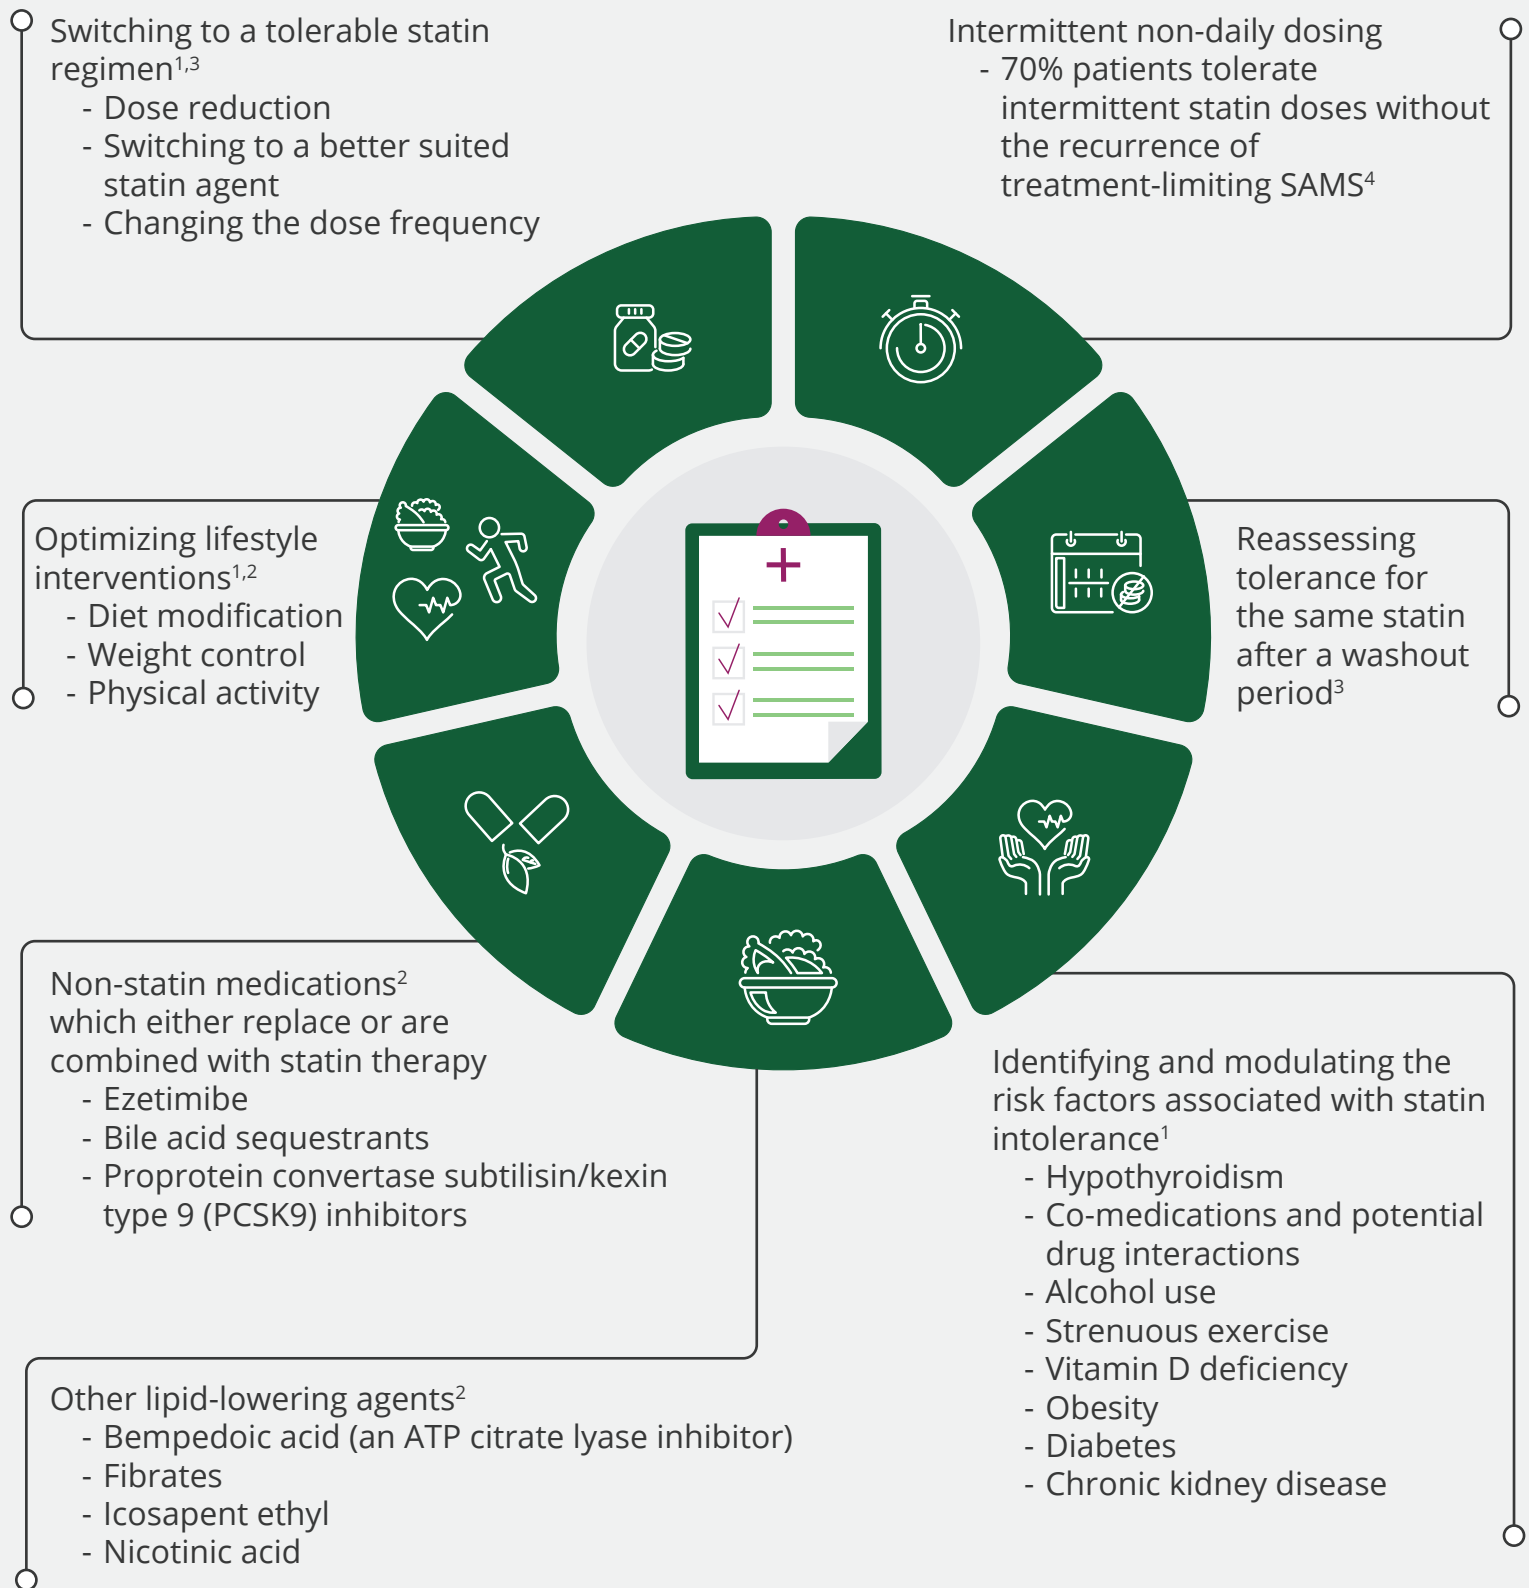 Switching to a tolerable statin
regimen1,3
- Dose reduction
- Switching to a better suited
statin agent
- Changing the dose frequency
Intermittent non-daily dosing
- 70% patients tolerate
intermittent statin doses without
the recurrence of
treatment-limiting SAMS4
Optimizing lifestyle
interventions1,2
- Diet modification
- Weight control
- Physical activity
Reassessing
tolerance for
the same statin
after a washout
period3
Non-statin medications2
which either replace or are
combined with statin therapy
- Ezetimibe
- Bile acid sequestrants
- Proprotein convertase subtilisin/kexin
type 9 (PCSK9) inhibitors
Identifying and modulating the
risk factors associated with statin
intolerance1
- Hypothyroidism
- Co-medications and potential
drug interactions
- Alcohol use
- Strenuous exercise
- Vitamin D deficiency
- Obesity
- Diabetes
- Chronic kidney disease
Other lipid-lowering agents2
- Bempedoic acid (an ATP citrate lyase inhibitor)
- Fibrates
- Icosapent ethyl
- Nicotinic acid